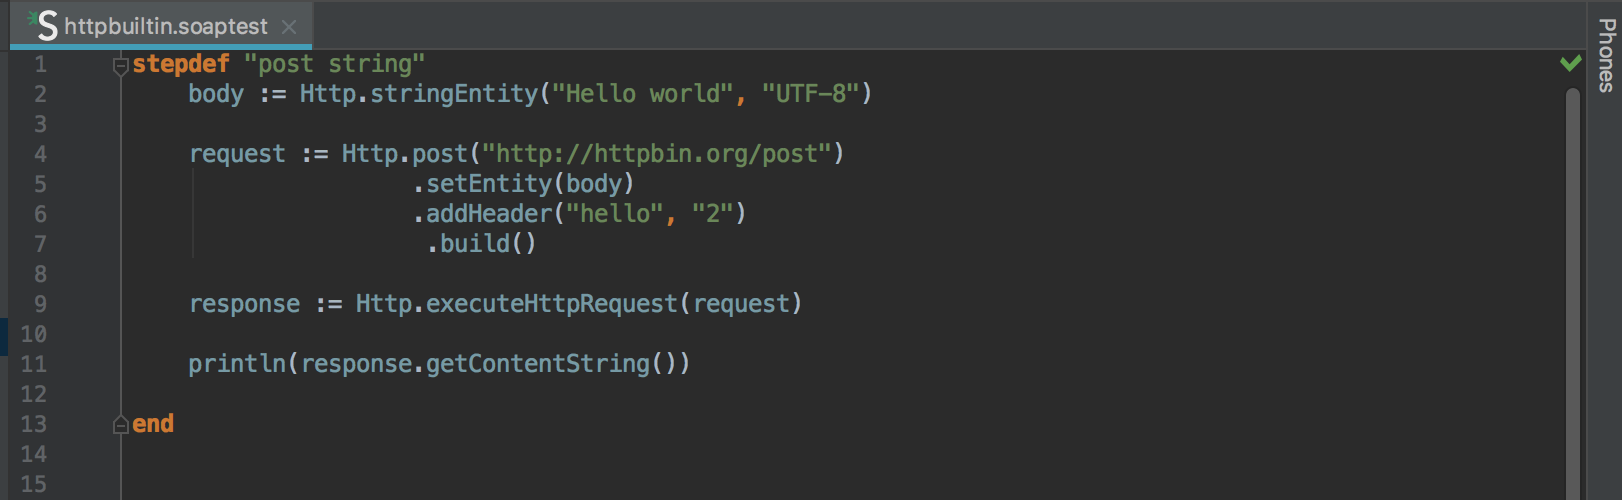 httpbuiltin.soaptest
Phones
1 stepdef "post string"
2 body := Http.stringEntity("Hello world", "UTF-8")
3
4 request := Http.post("http://httpbin.org/post")
5 .setEntity(body)
6 .addHeader("hello", "2")
7 .build()
8
9 response := Http.executeHttpRequest(request)
10
11 println(response.getContentString())
12
13 end
14
15